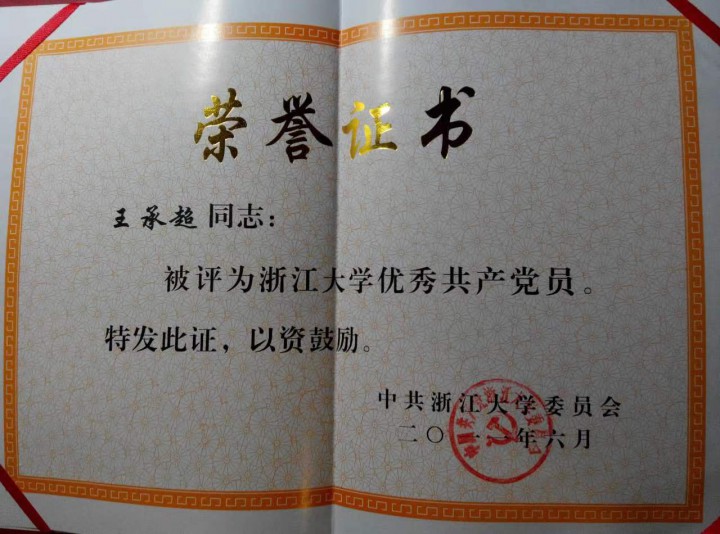 荣誉证书
王承超 同志：
被评为浙江大学优秀共产党员。
特发此证，以资鼓励。
中共浙江大学委员会
二〇一一年六月